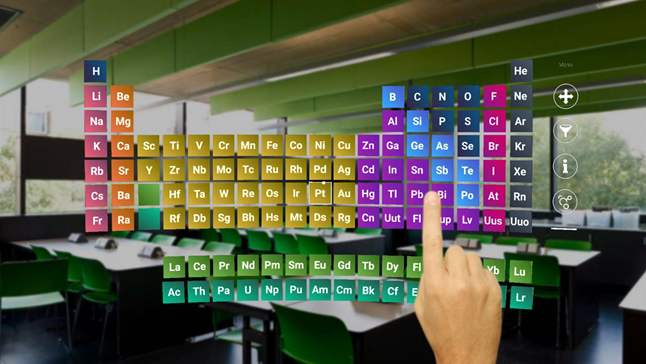 Menu
H He
Li Be B C N O F Ne
Na Mg Al Si P S Cl Ar
K Ca Sc Ti V Cr Mn Fe Co Ni Cu Zn Ga Ge As Se Br Kr
Rb Sr Y Zr Nb Mo Tc Ru Rh Pd Ag Cd In Sn Sb Te I Xe
Cs Ba Hf Ta W Re Os Ir Pt Au Hg Tl Pb Bi Po At Rn
Fr Ra Rf Db Sg Bh Hs Mt Ds Rg Cn Uut Fl up Lv Uus Uuo
La Ce Pr Nd Pm Sm Eu Gd Tb Dy Yb Lu
Ac Th Pa U Np Pu Am Cm Bk Cf E Lr